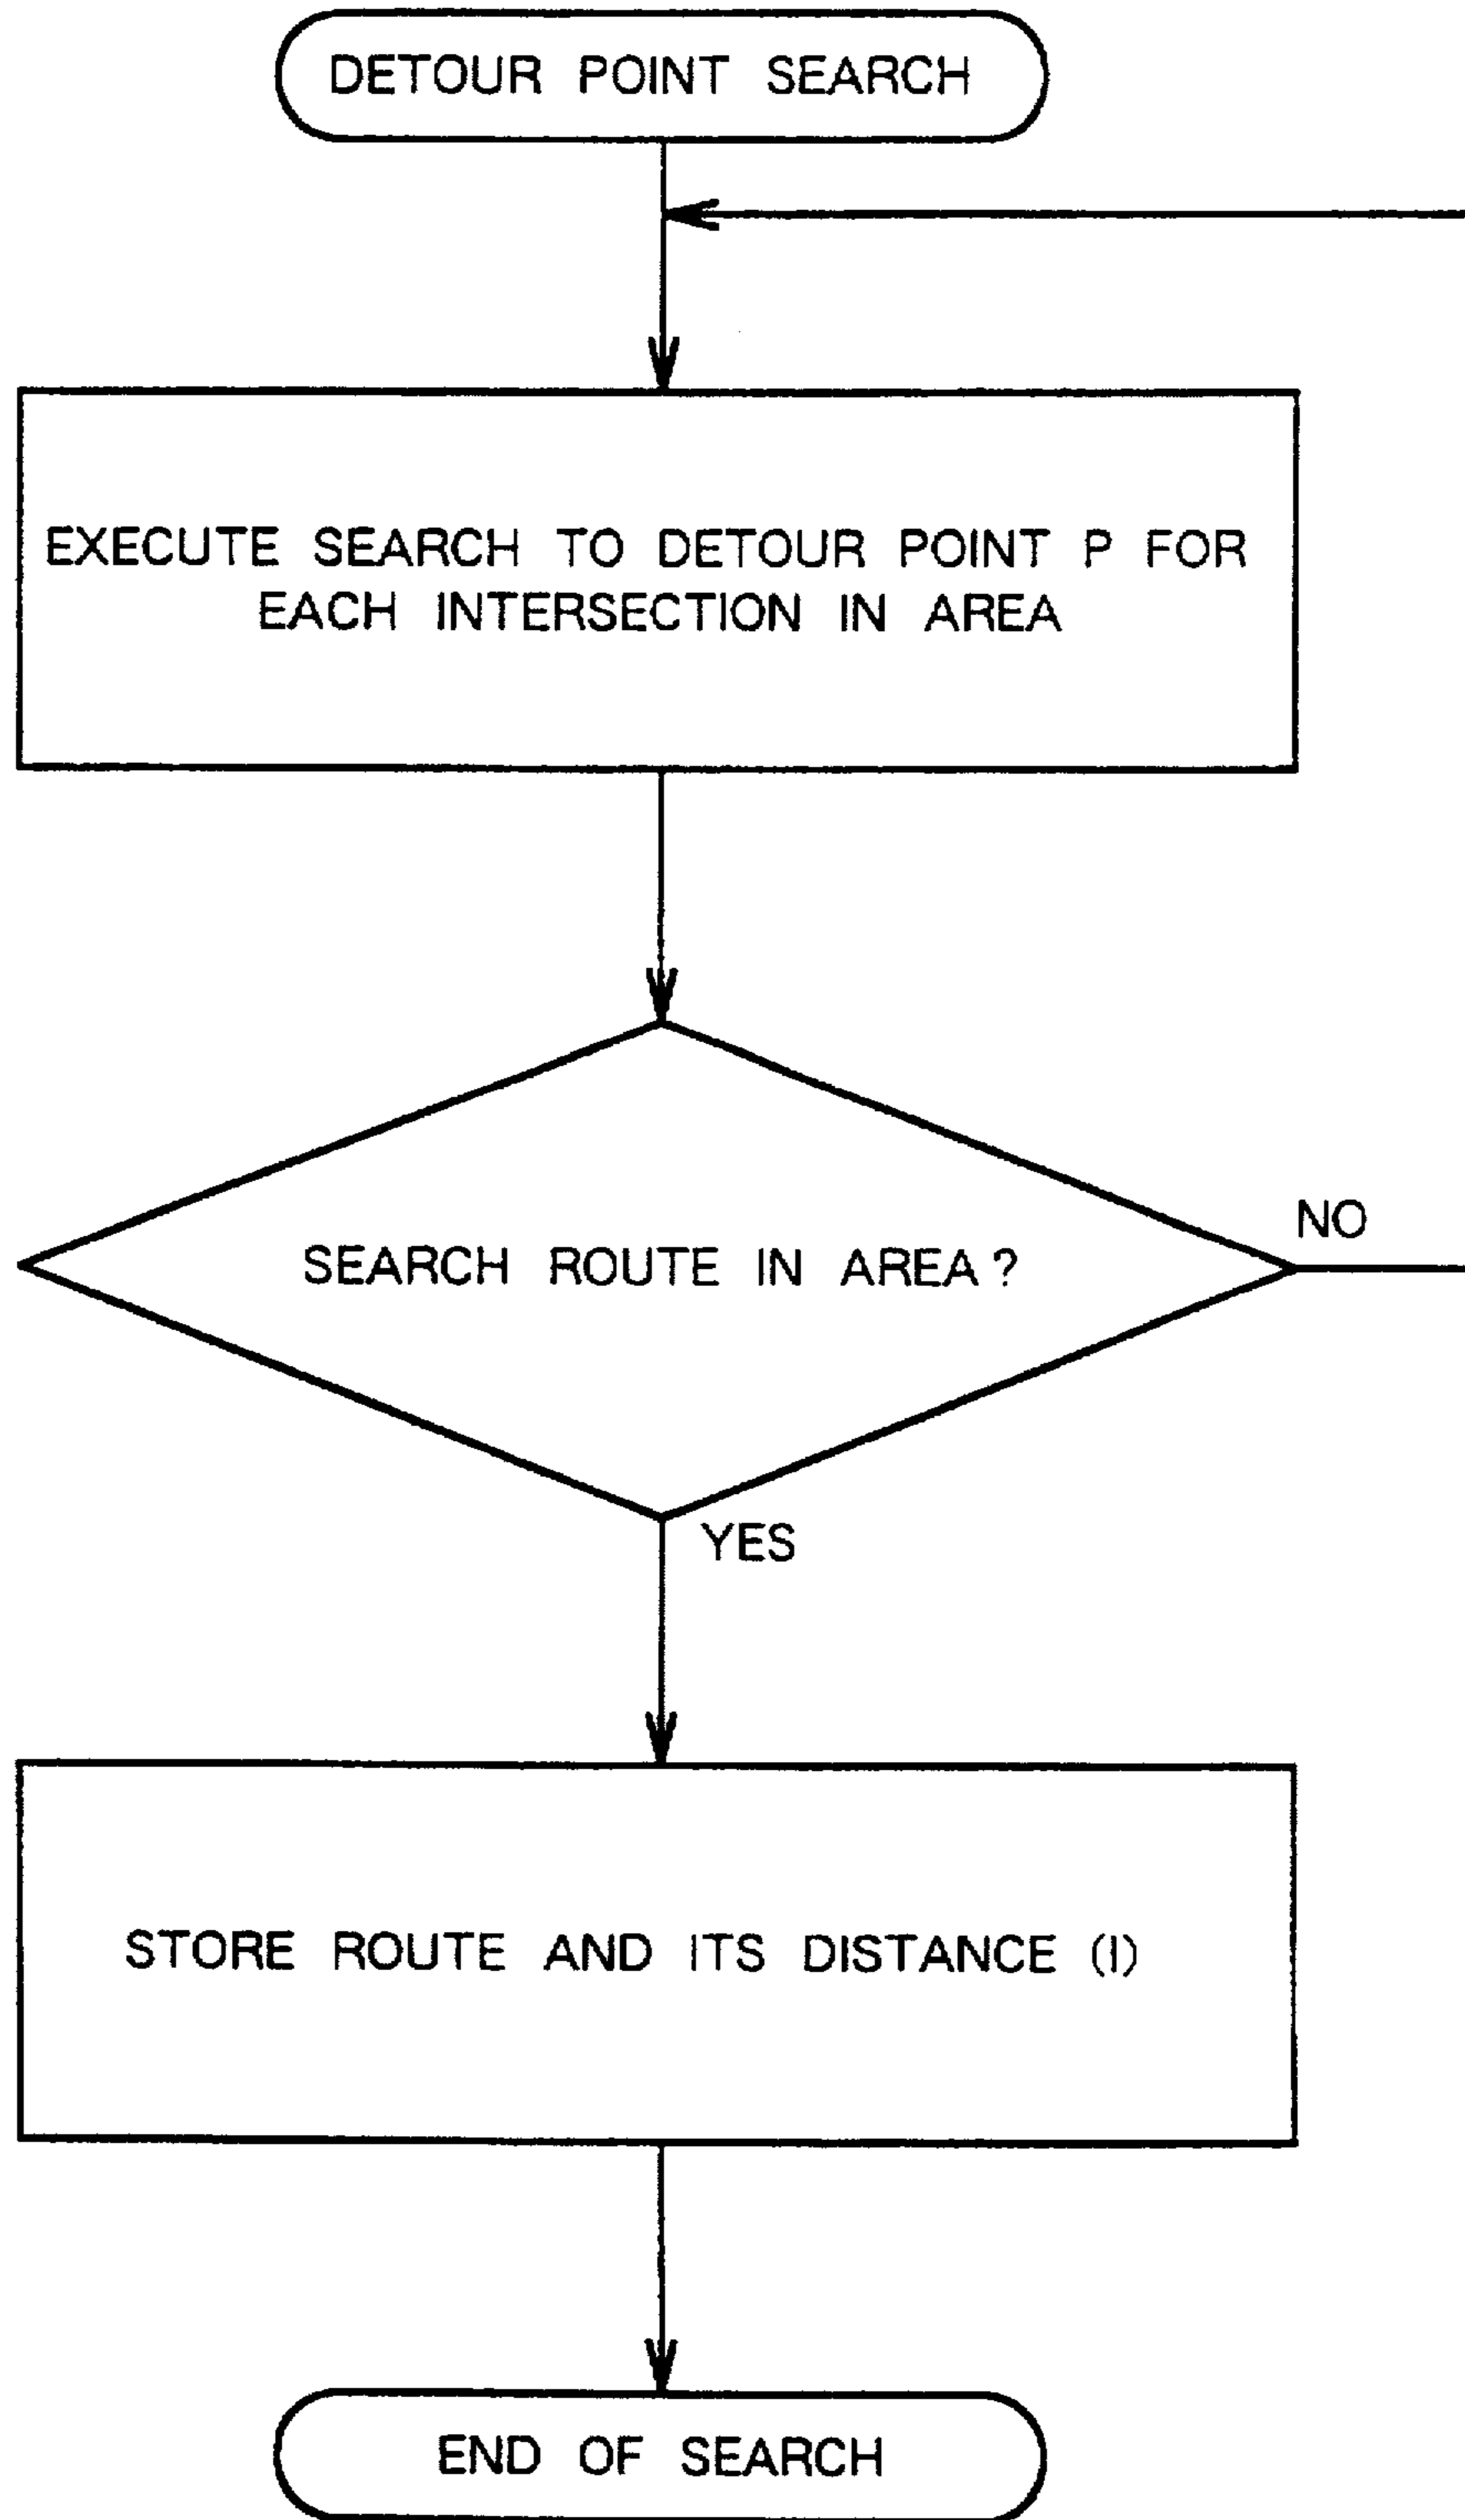 DETOUR POINT SEARCH
EXECUTE SEARCH TO DETOUR POINT P FOR
EACH INTERSECTION IN AREA
SEARCH ROUTE IN AREA?
NO
YES
STORE ROUTE AND ITS DISTANCE (l)
END OF SEARCH